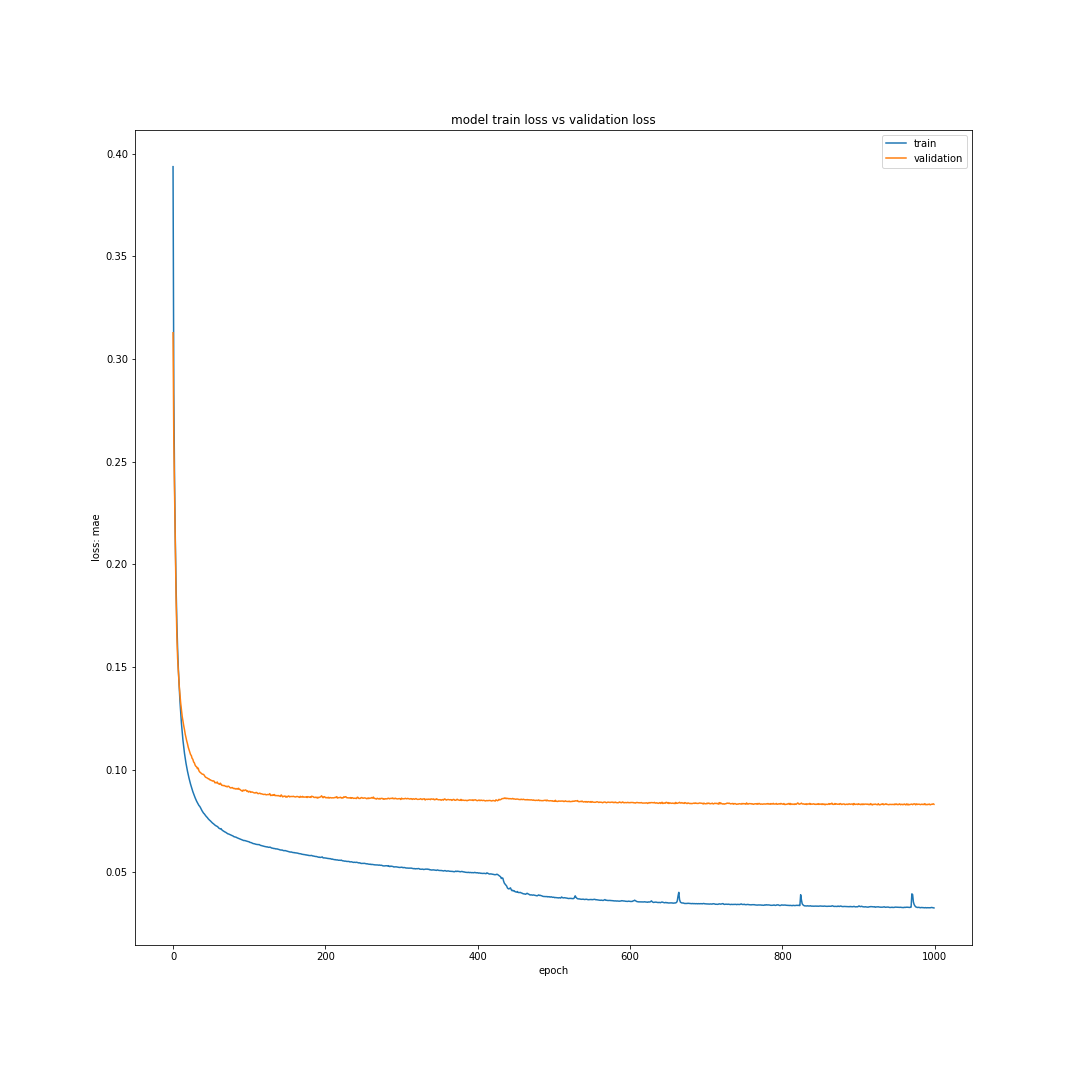 model train loss vs validation loss
train
validation
0.40
0.35
0.30
0.25
0.20
0.15
0.10
0.05
loss: mae
0 200 400 600 800 1000
epoch